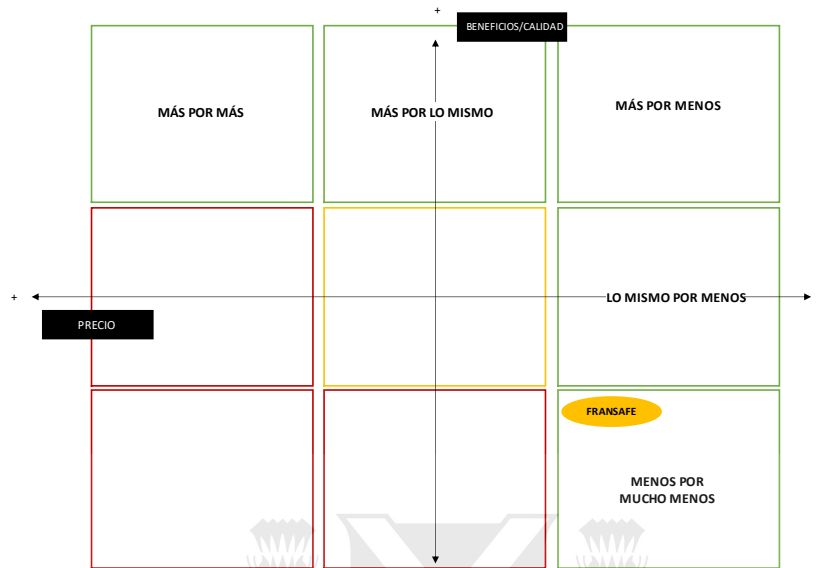 +
BENEFICIOS/CALIDAD
MÁS POR MÁS
MÁS POR LO MISMO
MÁS POR MENOS
+
LO MISMO POR MENOS
PRECIO
FRANSAFE
MENOS POR
MUCHO MENOS